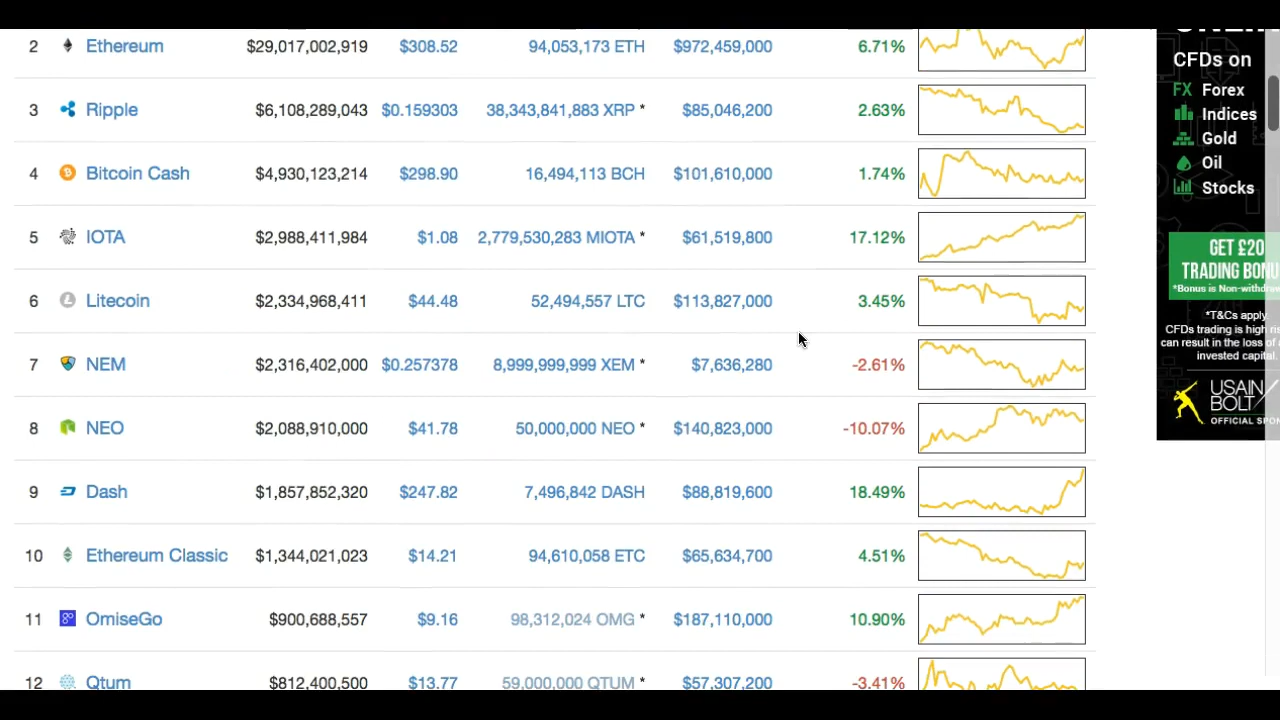 2 Ethereum $29,017,002,919 $308.52 94,053,173 ETH $972,459,000 6.71%
3 Ripple $6,108,289,043 $0.159303 38,343,841,883 XRP * $85,046,200 2.63%
4 Bitcoin Cash $4,930,123,214 $298.90 16,494,113 BCH $101,610,000 1.74%
5 IOTA $2,988,411,984 $1.08 2,779,530,283 MIOTA * $61,519,800 17.12%
6 Litecoin $2,334,968,411 $44.48 52,494,557 LTC $113,827,000 3.45%
7 NEM $2,316,402,000 $0.257378 8,999,999,999 XEM * $7,636,280 -2.61%
8 NEO $2,088,910,000 $41.78 50,000,000 NEO * $140,823,000 -10.07%
9 Dash $1,857,852,320 $247.82 7,496,842 DASH $88,819,600 18.49%
10 Ethereum Classic $1,344,021,023 $14.21 94,610,058 ETC $65,634,700 4.51%
11 OmiseGo $900,688,557 $9.16 98,312,024 OMG * $187,110,000 10.90%
12 Qtum $812,400,500 $13.77 59,000,000 QTUM * $57,307,200 -3.41%
CFDs on
FX Forex
Indices
Gold
Oil
Stocks
GET £20
TRADING
*Bonus is
*T&Cs apply.
CFDs trading is high
can result in the loss of
invested capital.
USAIN
BOLT
OFFICIAL